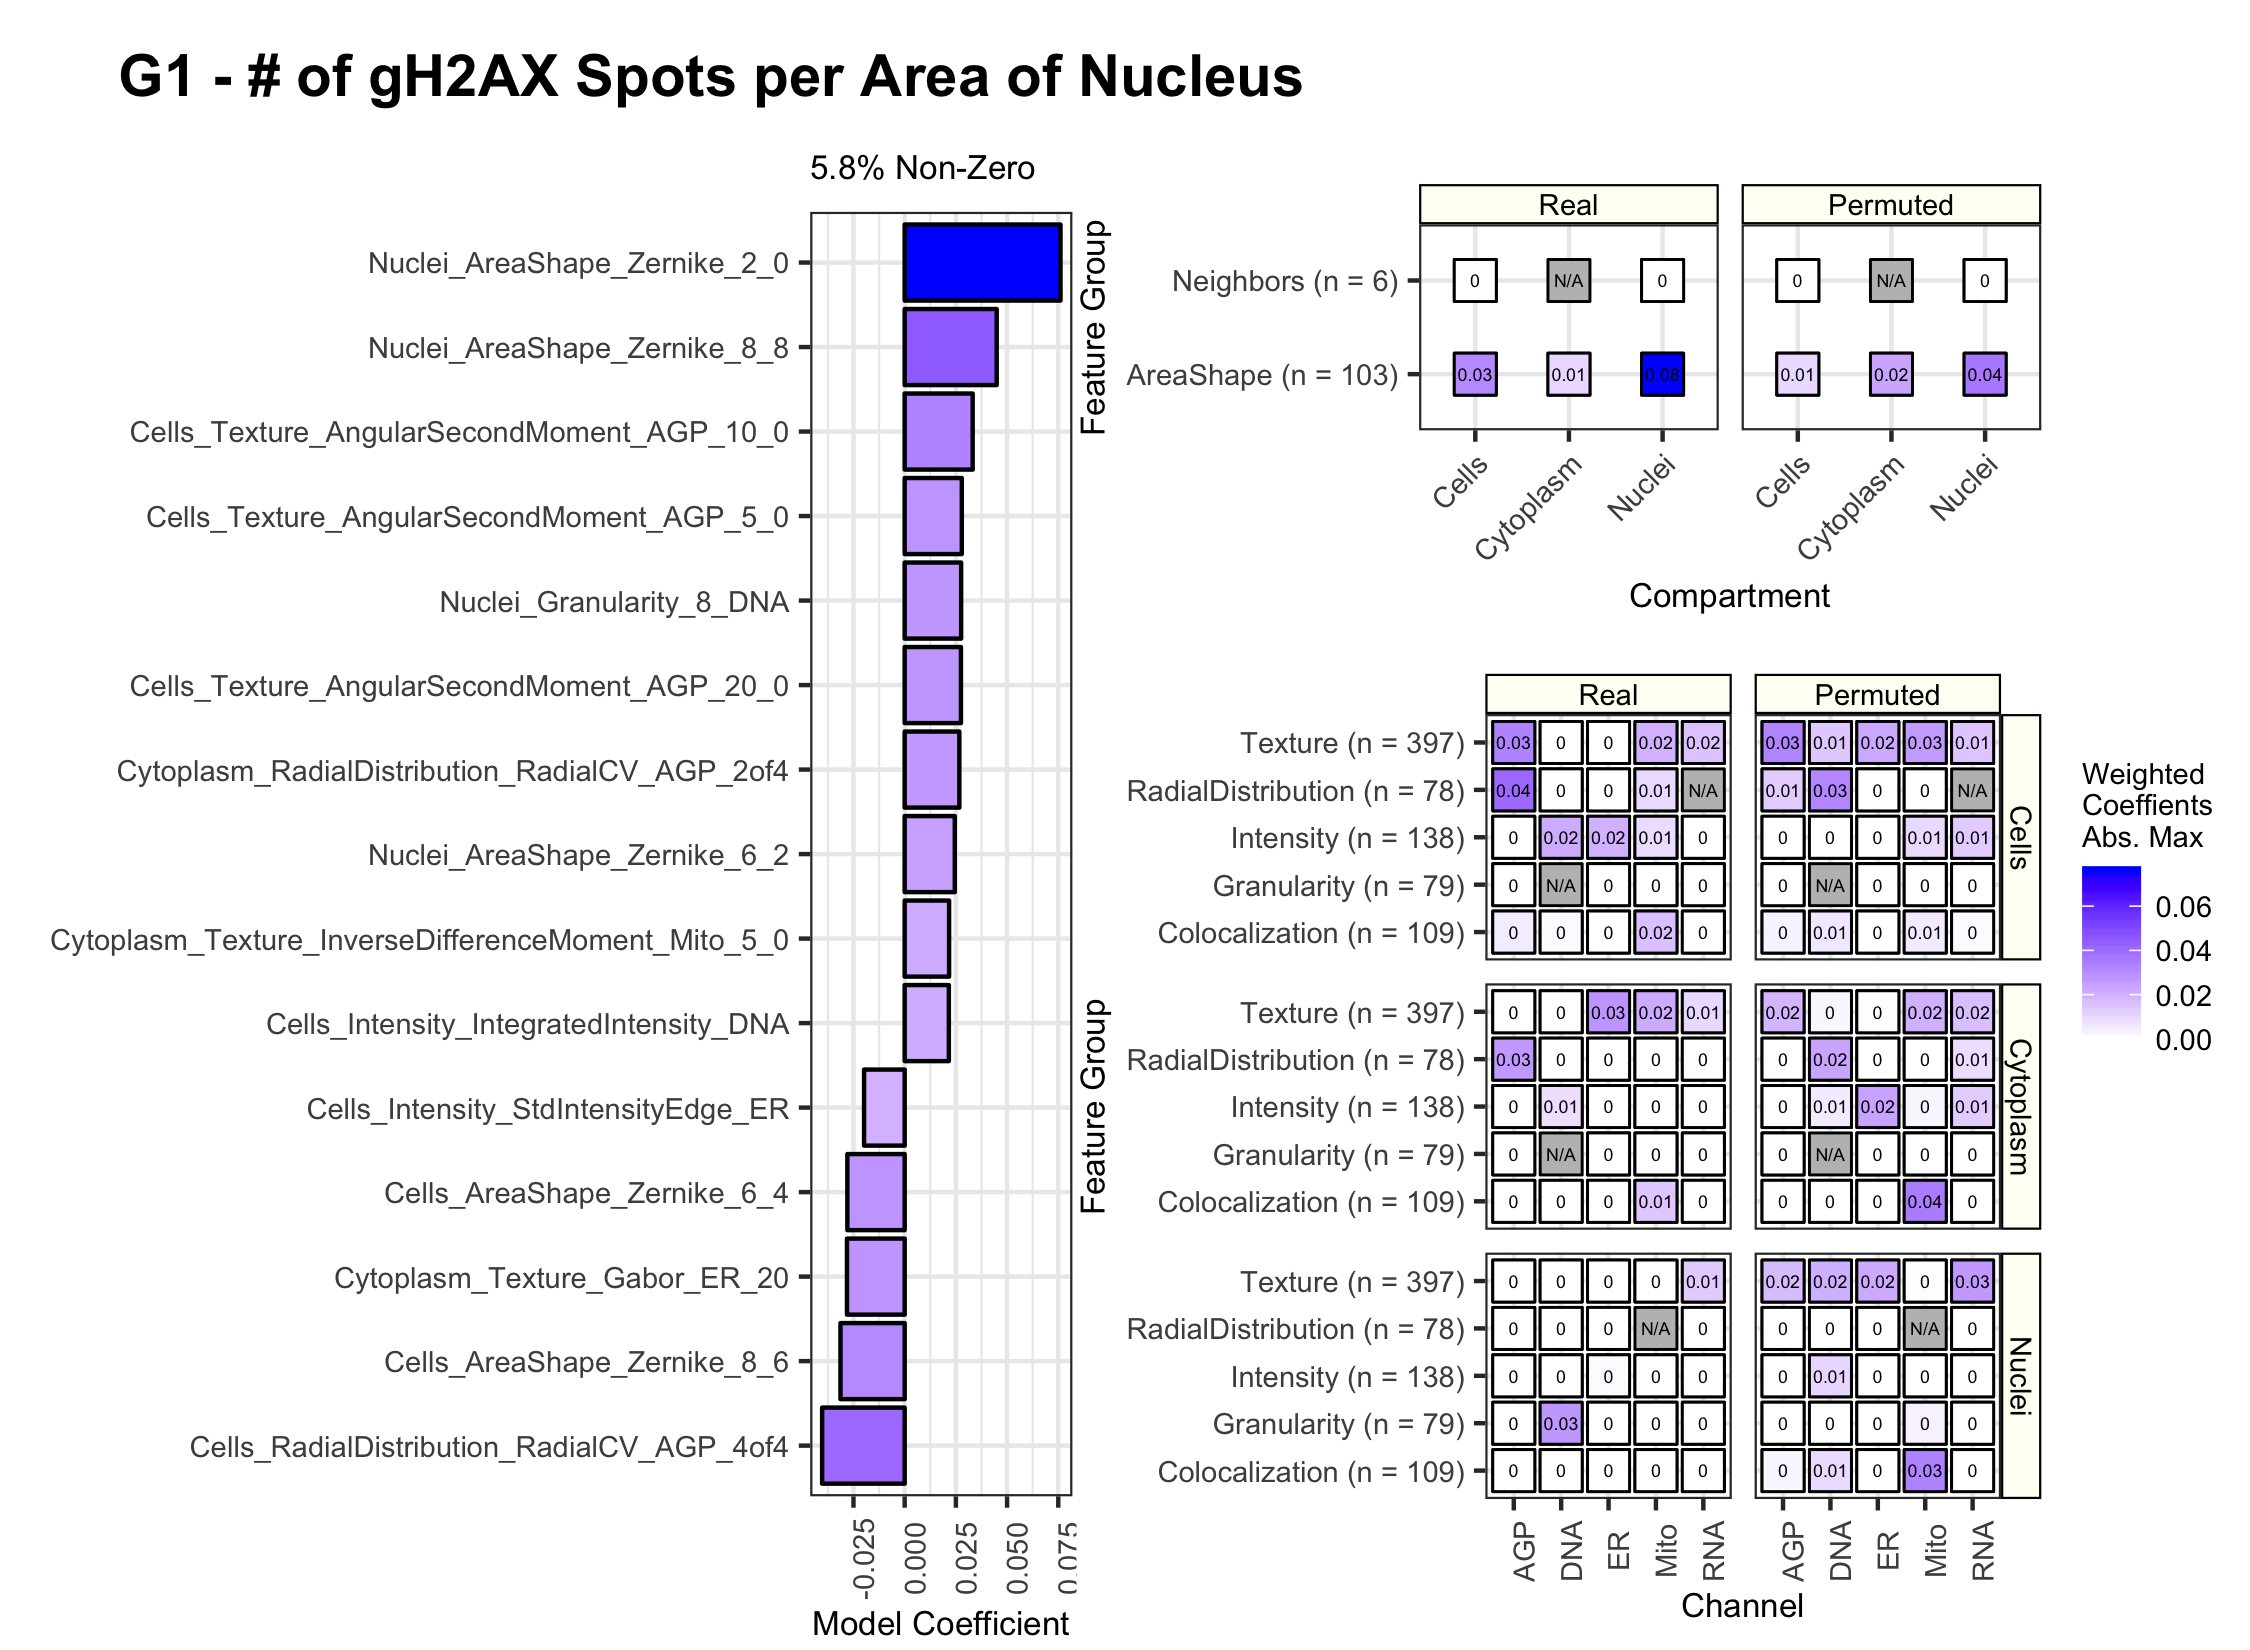 G1 - # of gH2AX Spots per Area of Nucleus
5.8% Non-Zero
Nuclei_AreaShape_Zernike_2_0
Nuclei_AreaShape_Zernike_8_8
Cells_Texture_AngularSecondMoment_AGP_10_0
Cells_Texture_AngularSecondMoment_AGP_5_0
Nuclei_Granularity_8_DNA
Cells_Texture_AngularSecondMoment_AGP_20_0
Cytoplasm_RadialDistribution_RadialCV_AGP_2of4
Nuclei_AreaShape_Zernike_6_2
Cytoplasm_Texture_InverseDifferenceMoment_Mito_5_0
Cells_Intensity_IntegratedIntensity_DNA
Cells_Intensity_StdIntensityEdge_ER
Cells_AreaShape_Zernike_6_4
Cytoplasm_Texture_Gabor_ER_20
Cells_AreaShape_Zernike_8_6
Cells_RadialDistribution_RadialCV_AGP_4of4
-0.025 0.000 0.025 0.050 0.075
Model Coefficient
Feature Group
Real Permuted
Neighbors (n = 6) 0 N/A 0 0 N/A 0
AreaShape (n = 103) 0.03 0.01 0.08 0.01 0.02 0.04
Cells Cytoplasm Nuclei Cells Cytoplasm Nuclei
Compartment
Feature Group
Real Permuted
Texture (n = 397) 0.03 0 0 0.02 0.02 0.03 0.01 0.02 0.03 0.01
RadialDistribution (n = 78) 0.04 0 0 0.01 N/A 0.01 0.03 0 0 N/A
Intensity (n = 138) 0 0.02 0.02 0.01 0 0 0 0 0.01 0.01
Granularity (n = 79) 0 N/A 0 0 0 0 N/A 0 0 0
Colocalization (n = 109) 0 0 0 0.02 0 0 0.01 0 0.01 0
Cells
Texture (n = 397) 0 0 0.03 0.02 0.01 0.02 0 0 0.02 0.02
RadialDistribution (n = 78) 0.03 0 0 0 0 0 0.02 0 0 0.01
Intensity (n = 138) 0 0.01 0 0 0 0 0.01 0.02 0 0.01
Granularity (n = 79) 0 N/A 0 0 0 0 N/A 0 0 0
Colocalization (n = 109) 0 0 0 0.01 0 0 0 0 0.04 0
Cytoplasm
Texture (n = 397) 0 0 0 0 0.01 0.02 0.02 0.02 0 0.03
RadialDistribution (n = 78) 0 0 0 N/A 0 0 0 0 N/A 0
Intensity (n = 138) 0 0 0 0 0 0 0.01 0 0 0
Granularity (n = 79) 0 0.03 0 0 0 0 0 0 0 0
Colocalization (n = 109) 0 0 0 0 0 0 0.01 0 0.03 0
Nuclei
AGP DNA ER Mito RNA AGP DNA ER Mito RNA
Channel
Weighted
Coeffients
Abs. Max
0.06
0.04
0.02
0.00